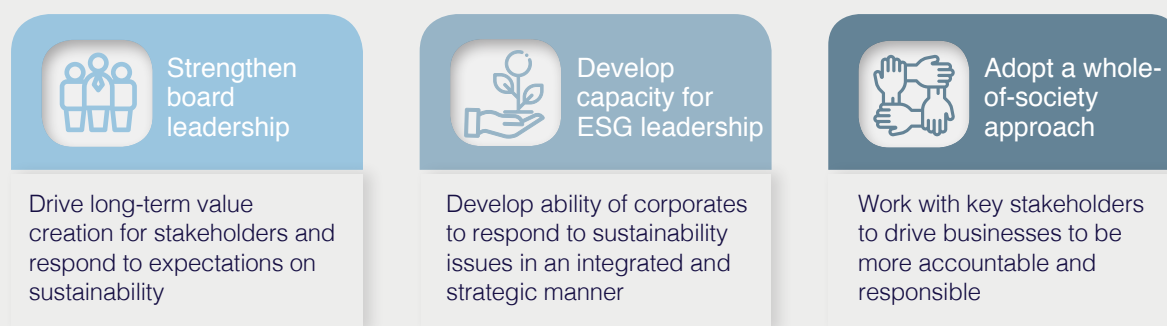 Strengthen
board
leadership
Drive long-term value
creation for stakeholders and
respond to expectations on
sustainability
Develop
capacity for
ESG leadership
Develop ability of corporates
to respond to sustainability
issues in an integrated and
strategic manner
Adopt a whole-
of-society
approach
Work with key stakeholders
to drive businesses to be
more accountable and
responsible